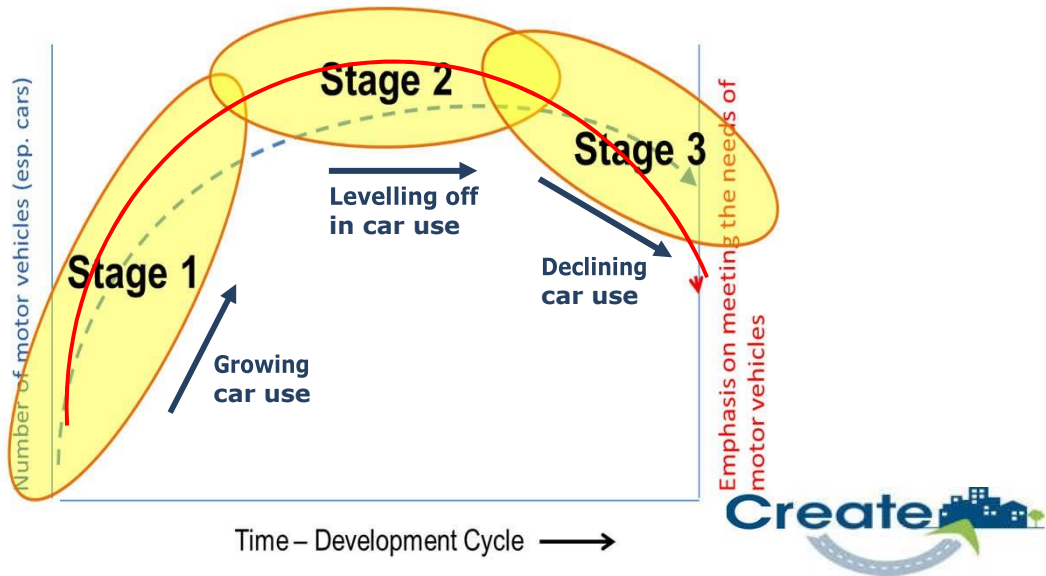 Number of motor vehicles (esp. cars)
Stage 1
Stage 2
Stage 3
Levelling off
in car use
Declining
car use
Growing
car use
Emphasis on meeting the needs of
motor vehicles
Time – Development Cycle
Create